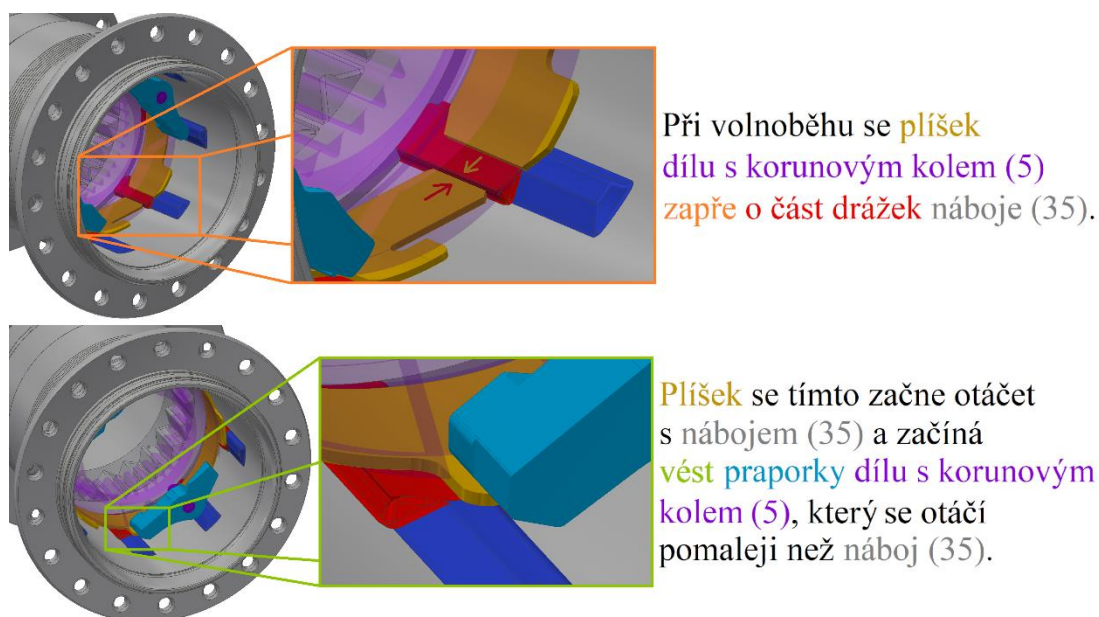 Při volnoběhu se plíšek
dílu s korunovým kolem (5)
zapře o část drážek náboje (35).
Plíšek se tímto začne otáčet
s nábojem (35) a začíná
vést praporky dílu s korunovým
kolem (5), který se otáčí
pomaleji než náboj (35).